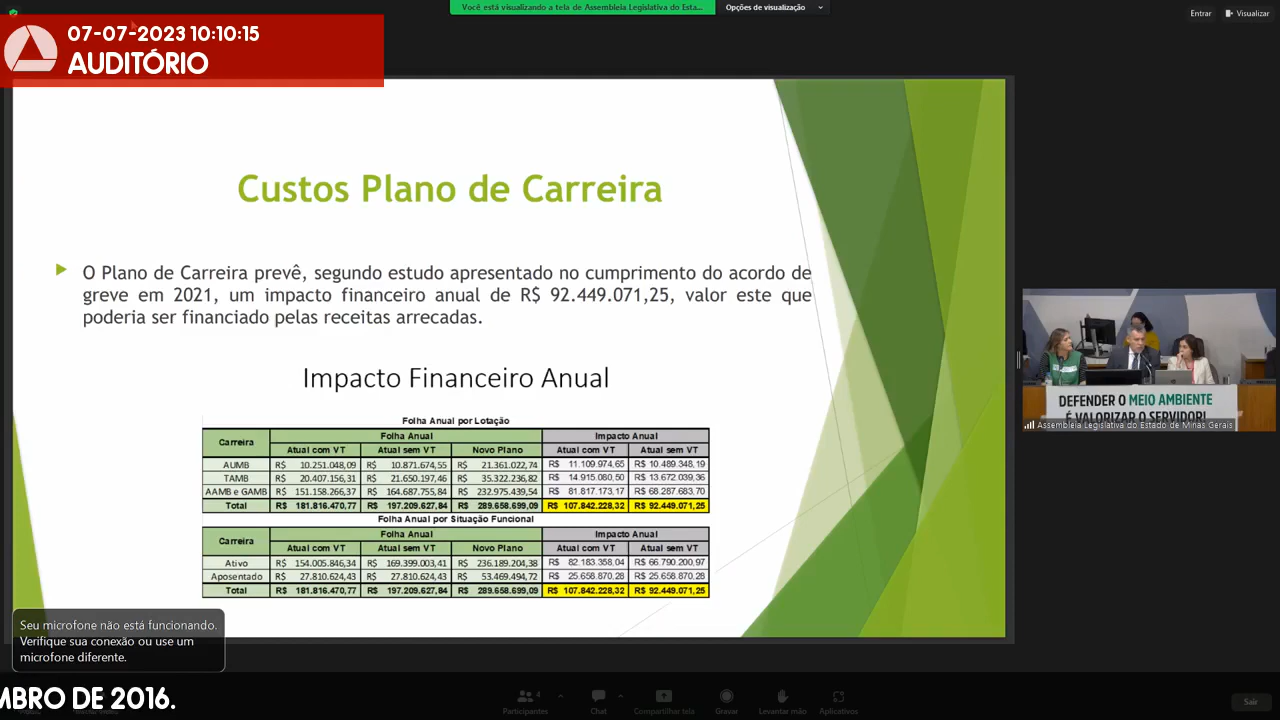 Você está visualizando a tela de Assembleia Legislativa do Esta...
Opções de visualização
Entrar
Visualizar
07-07-2023 10:10:15
AUDITÓRIO
Custos Plano de Carreira
O Plano de Carreira prevê, segundo estudo apresentado no cumprimento do acordo de
greve em 2021, um impacto financeiro anual de R$ 92.449.071,25, valor este que
poderia ser financiado pelas receitas arrecadas.
Impacto Financeiro Anual
Folha Anual por Lotação
Carreira Folha Anual Impacto Anual
Atual com VT Atual sem VT Novo Plano Atual com VT Atual sem VT
AUMB R$ 10.251.048,09 R$ 10.871.674,55 R$ 21.361.022,74 R$ 11.109.974,65 R$ 10.489.348,19
TAMB R$ 20.407.156,31 R$ 21.650.197,46 R$ 35.322.236,82 R$ 14.915.080,50 R$ 13.672.039,36
AAMB e GAMB R$ 151.158.266,37 R$ 164.687.755,84 R$ 232.975.439,54 R$ 81.817.173,17 R$ 68.287.683,70
Total R$ 181.816.470,77 R$ 197.209.627,84 R$ 289.658.699,09 R$ 107.842.228,32 R$ 92.449.071,25
Folha Anual por Situação Funcional
Carreira Folha Anual Impacto Anual
Atual com VT Atual sem VT Novo Plano Atual com VT Atual sem VT
Ativo R$ 154.005.846,34 R$ 169.399.003,41 R$ 236.189.204,38 R$ 82.183.358,04 R$ 66.790.200,97
Aposentado R$ 27.810.624,43 R$ 27.810.624,43 R$ 53.469.494,72 R$ 25.658.870,28 R$ 25.658.870,28
Total R$ 181.816.470,77 R$ 197.209.627,84 R$ 289.658.699,09 R$ 107.842.228,32 R$ 92.449.071,25
DEFENDER O MEIO AMBIENTE
É VALORIZAR O SERVIDOR!
Assembleia Legislativa do Estado de Minas Gerais
Seu microfone não está funcionando.
Verifique sua conexão ou use um
microfone diferente.
MBRO DE 2016.
Participantes
4
Chat
Compartilhar tela
Gravar
Levantar mão
Aplicativos
Sair